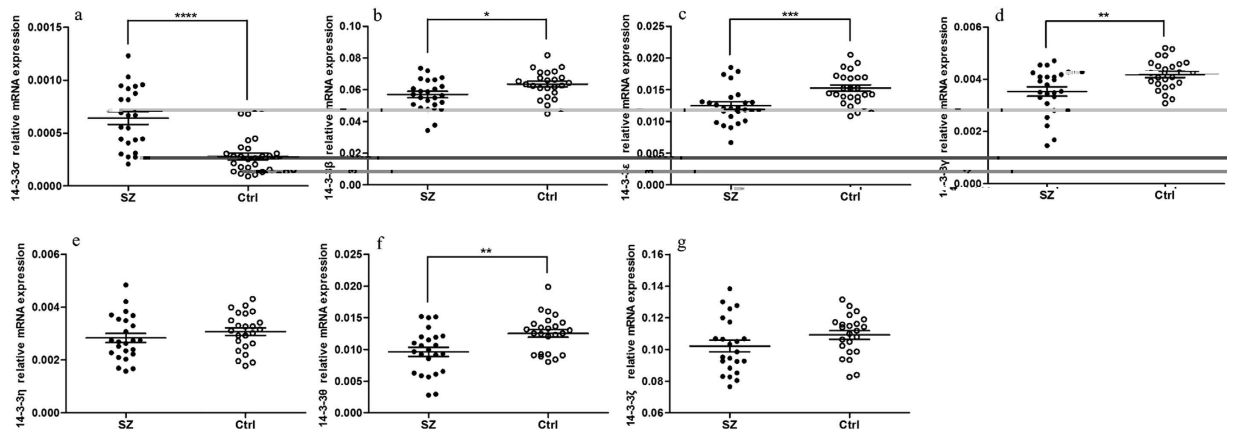 a
14-3-3σ relative mRNA expression
****
0.0015
0.0010
0.0005
0.0000
SZ
Ctrl
b
14-3-3β relative mRNA expression
*
0.10
0.08
0.06
0.04
0.02
0.00
SZ
Ctrl
c
14-3-3ε relative mRNA expression
***
0.025
0.020
0.015
0.010
0.005
0.000
SZ
Ctrl
d
relative mRNA expression
**
0.006
0.004
0.002
0.000
SZ
Ctrl
e
14-3-3η relative mRNA expression
0.006
0.004
0.002
0.000
SZ
Ctrl
f
14-3-3θ relative mRNA expression
**
0.025
0.020
0.015
0.010
0.005
0.000
SZ
Ctrl
g
14-3-3ζ relative mRNA expression
0.16
0.14
0.12
0.10
0.08
0.06
SZ
Ctrl